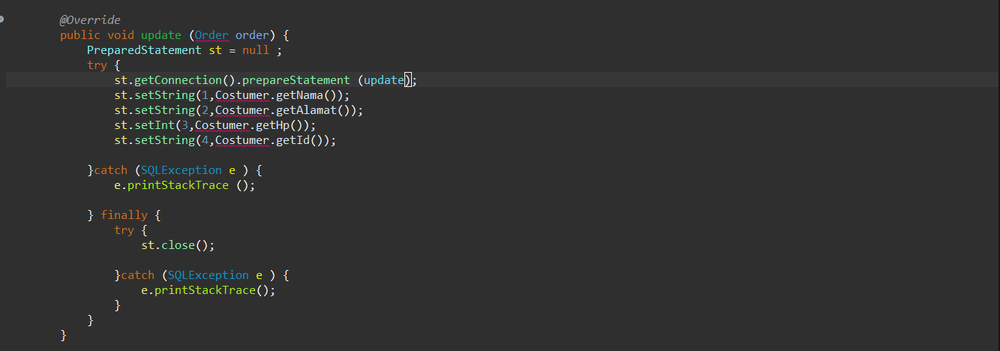 @Override
public void update (Order order) {
PreparedStatement st = null ;
try {
st.getConnection().prepareStatement (update);
st.setString(1,Costumer.getNama());
st.setString(2,Costumer.getAlamat());
st.setInt(3,Costumer.getHp());
st.setString(4,Costumer.getId());
}catch (SQLException e ) {
e.printStackTrace ();
} finally {
try {
st.close();
}catch (SQLException e ) {
e.printStackTrace();
}
}
}